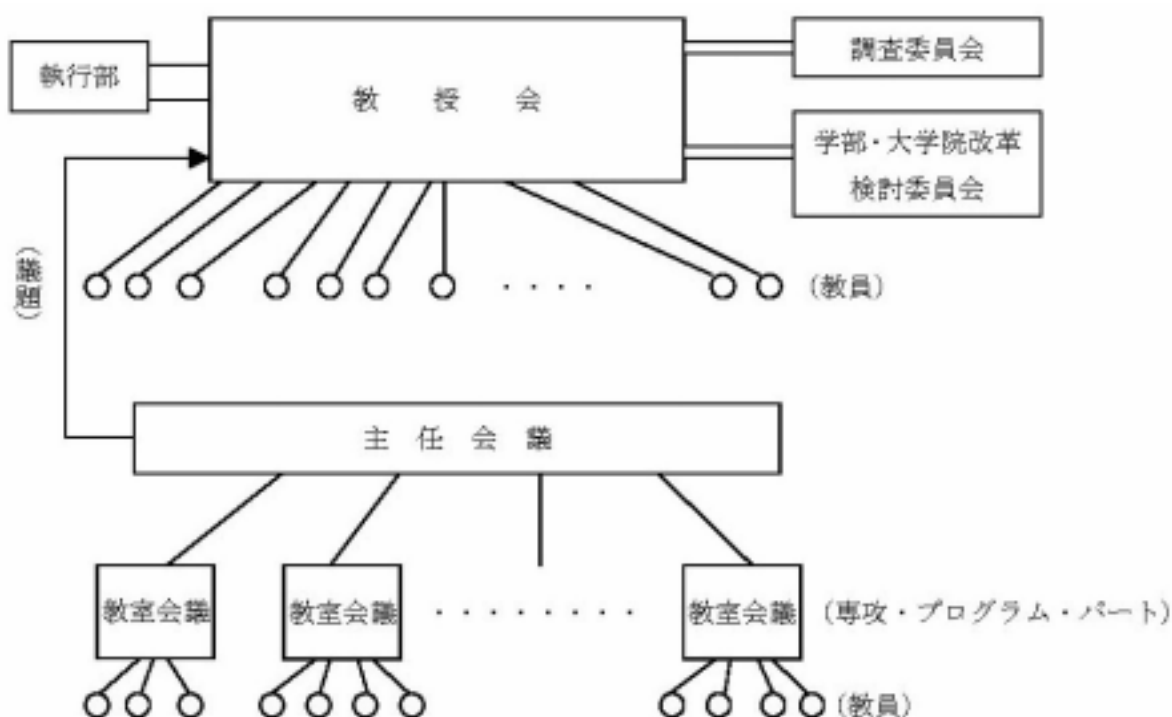 執行部
教授会
調査委員会
学部・大学院改革
検討委員会
(議題)
・・・・
(教員)
主任会議
教室会議
教室会議
・・・・・・・・
教室会議
(専攻・プログラム・パート)
(教員)